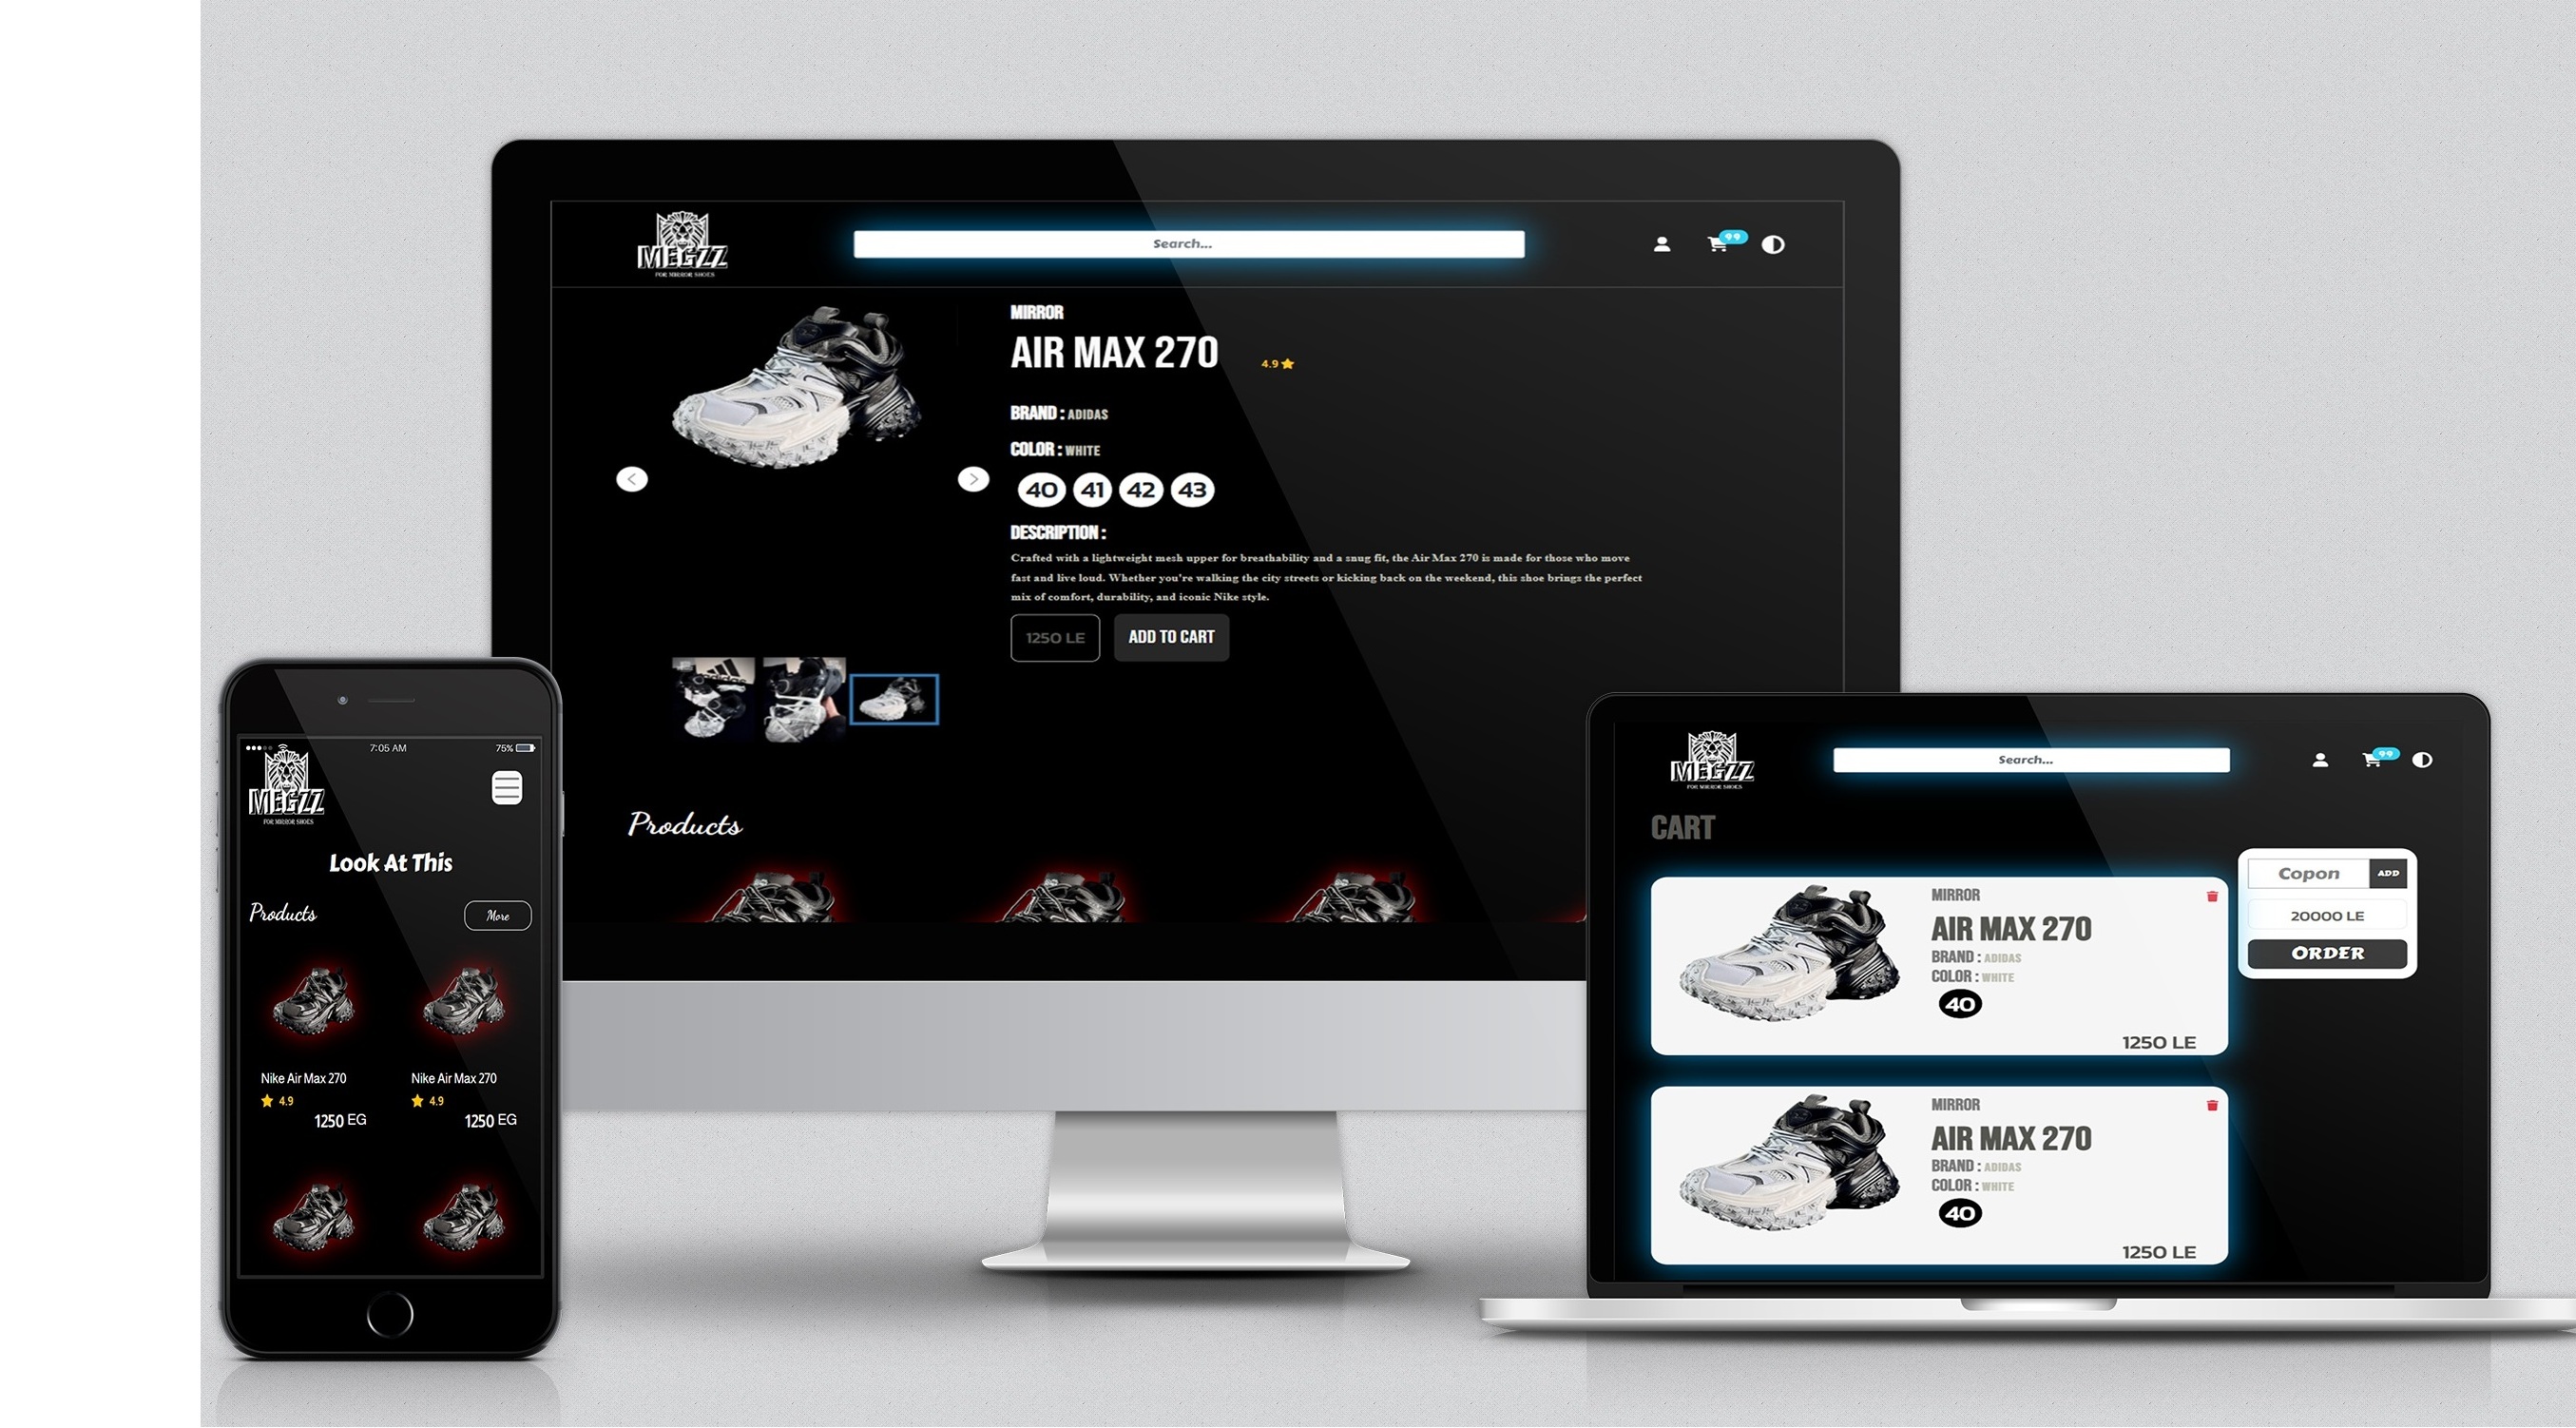 MEGZZ
FOR MIRROR SHOES
Search...
99
MIRROR
AIR MAX 270
4.9
BRAND : ADIDAS
COLOR : WHITE
40 41 42 43
DESCRIPTION :
Crafted with a lightweight mesh upper for breathability and a snug fit, the Air Max 270 is made for those who move
fast and live loud. Whether you're walking the city streets or kicking back on the weekend, this shoe brings the perfect
mix of comfort, durability, and iconic Nike style.
1250 LE
ADD TO CART
Products
7:05 AM
75%
MEGZZ
FOR MIRROR SHOES
Look At This
Products
More
Nike Air Max 270
4.9
1250 EG
Nike Air Max 270
4.9
1250 EG
MEGZZ
FOR MIRROR SHOES
Search...
99
CART
MIRROR
AIR MAX 270
BRAND : ADIDAS
COLOR : WHITE
40
1250 LE
MIRROR
AIR MAX 270
BRAND : ADIDAS
COLOR : WHITE
40
1250 LE
Copon
ADD
20000 LE
ORDER